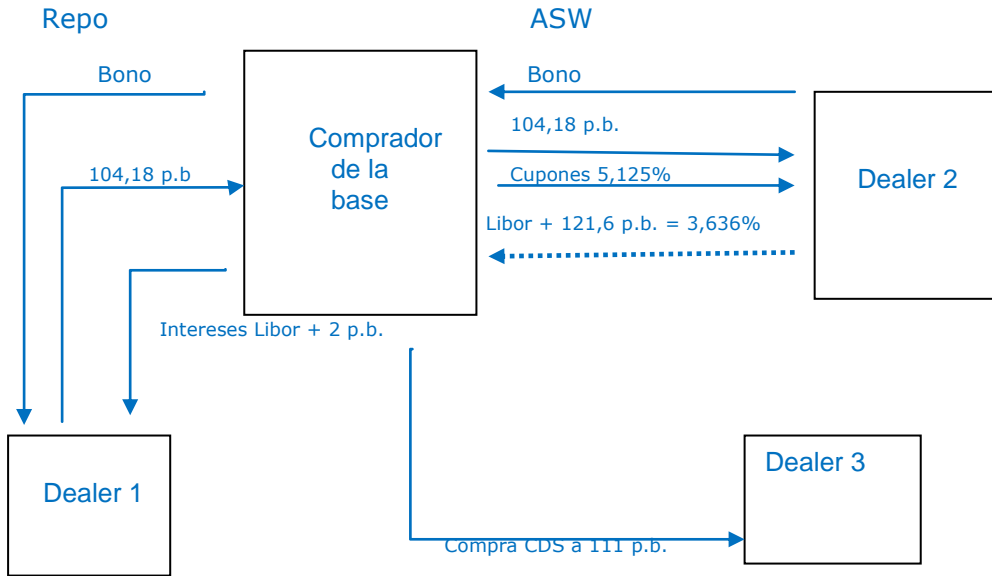 Repo
ASW
Bono
Bono
104,18 p.b.
Comprador
de la
base
104,18 p.b
Cupones 5,125%
Dealer 2
Libor + 121,6 p.b. = 3,636%
Intereses Libor + 2 p.b.
Dealer 3
Dealer 1
Compra CDS a 111 p.b.